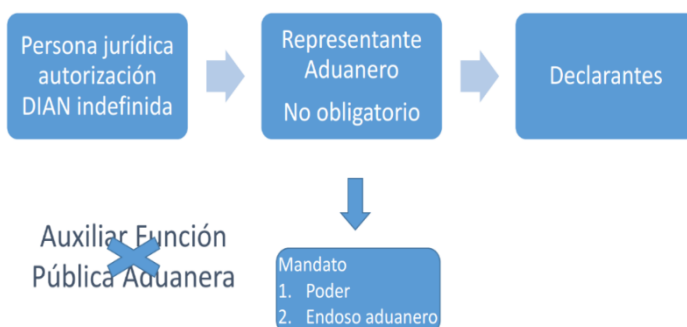 Persona jurídica
autorización
DIAN indefinida
Representante
Aduanero
No obligatorio
Declarantes
Auxiliar Función
Pública Aduanera
Mandato
1. Poder
2. Endoso aduanero